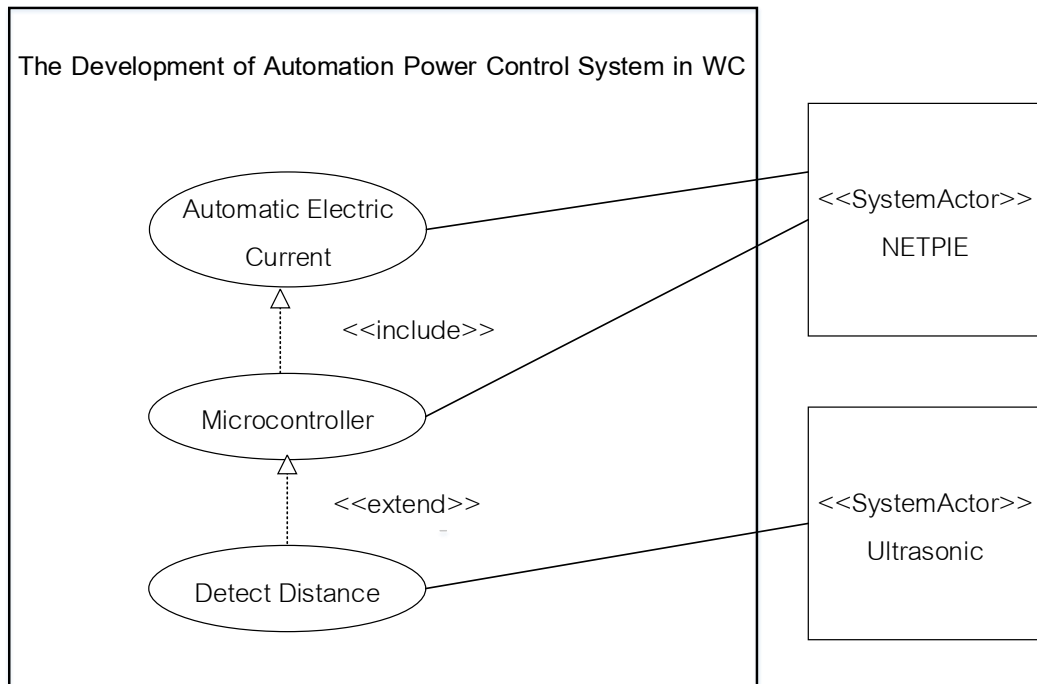 The Development of Automation Power Control System in WC
Automatic Electric
Current
<<include>>
Microcontroller
<<extend>>
Detect Distance
<<SystemActor>>
NETPIE
<<SystemActor>>
Ultrasonic